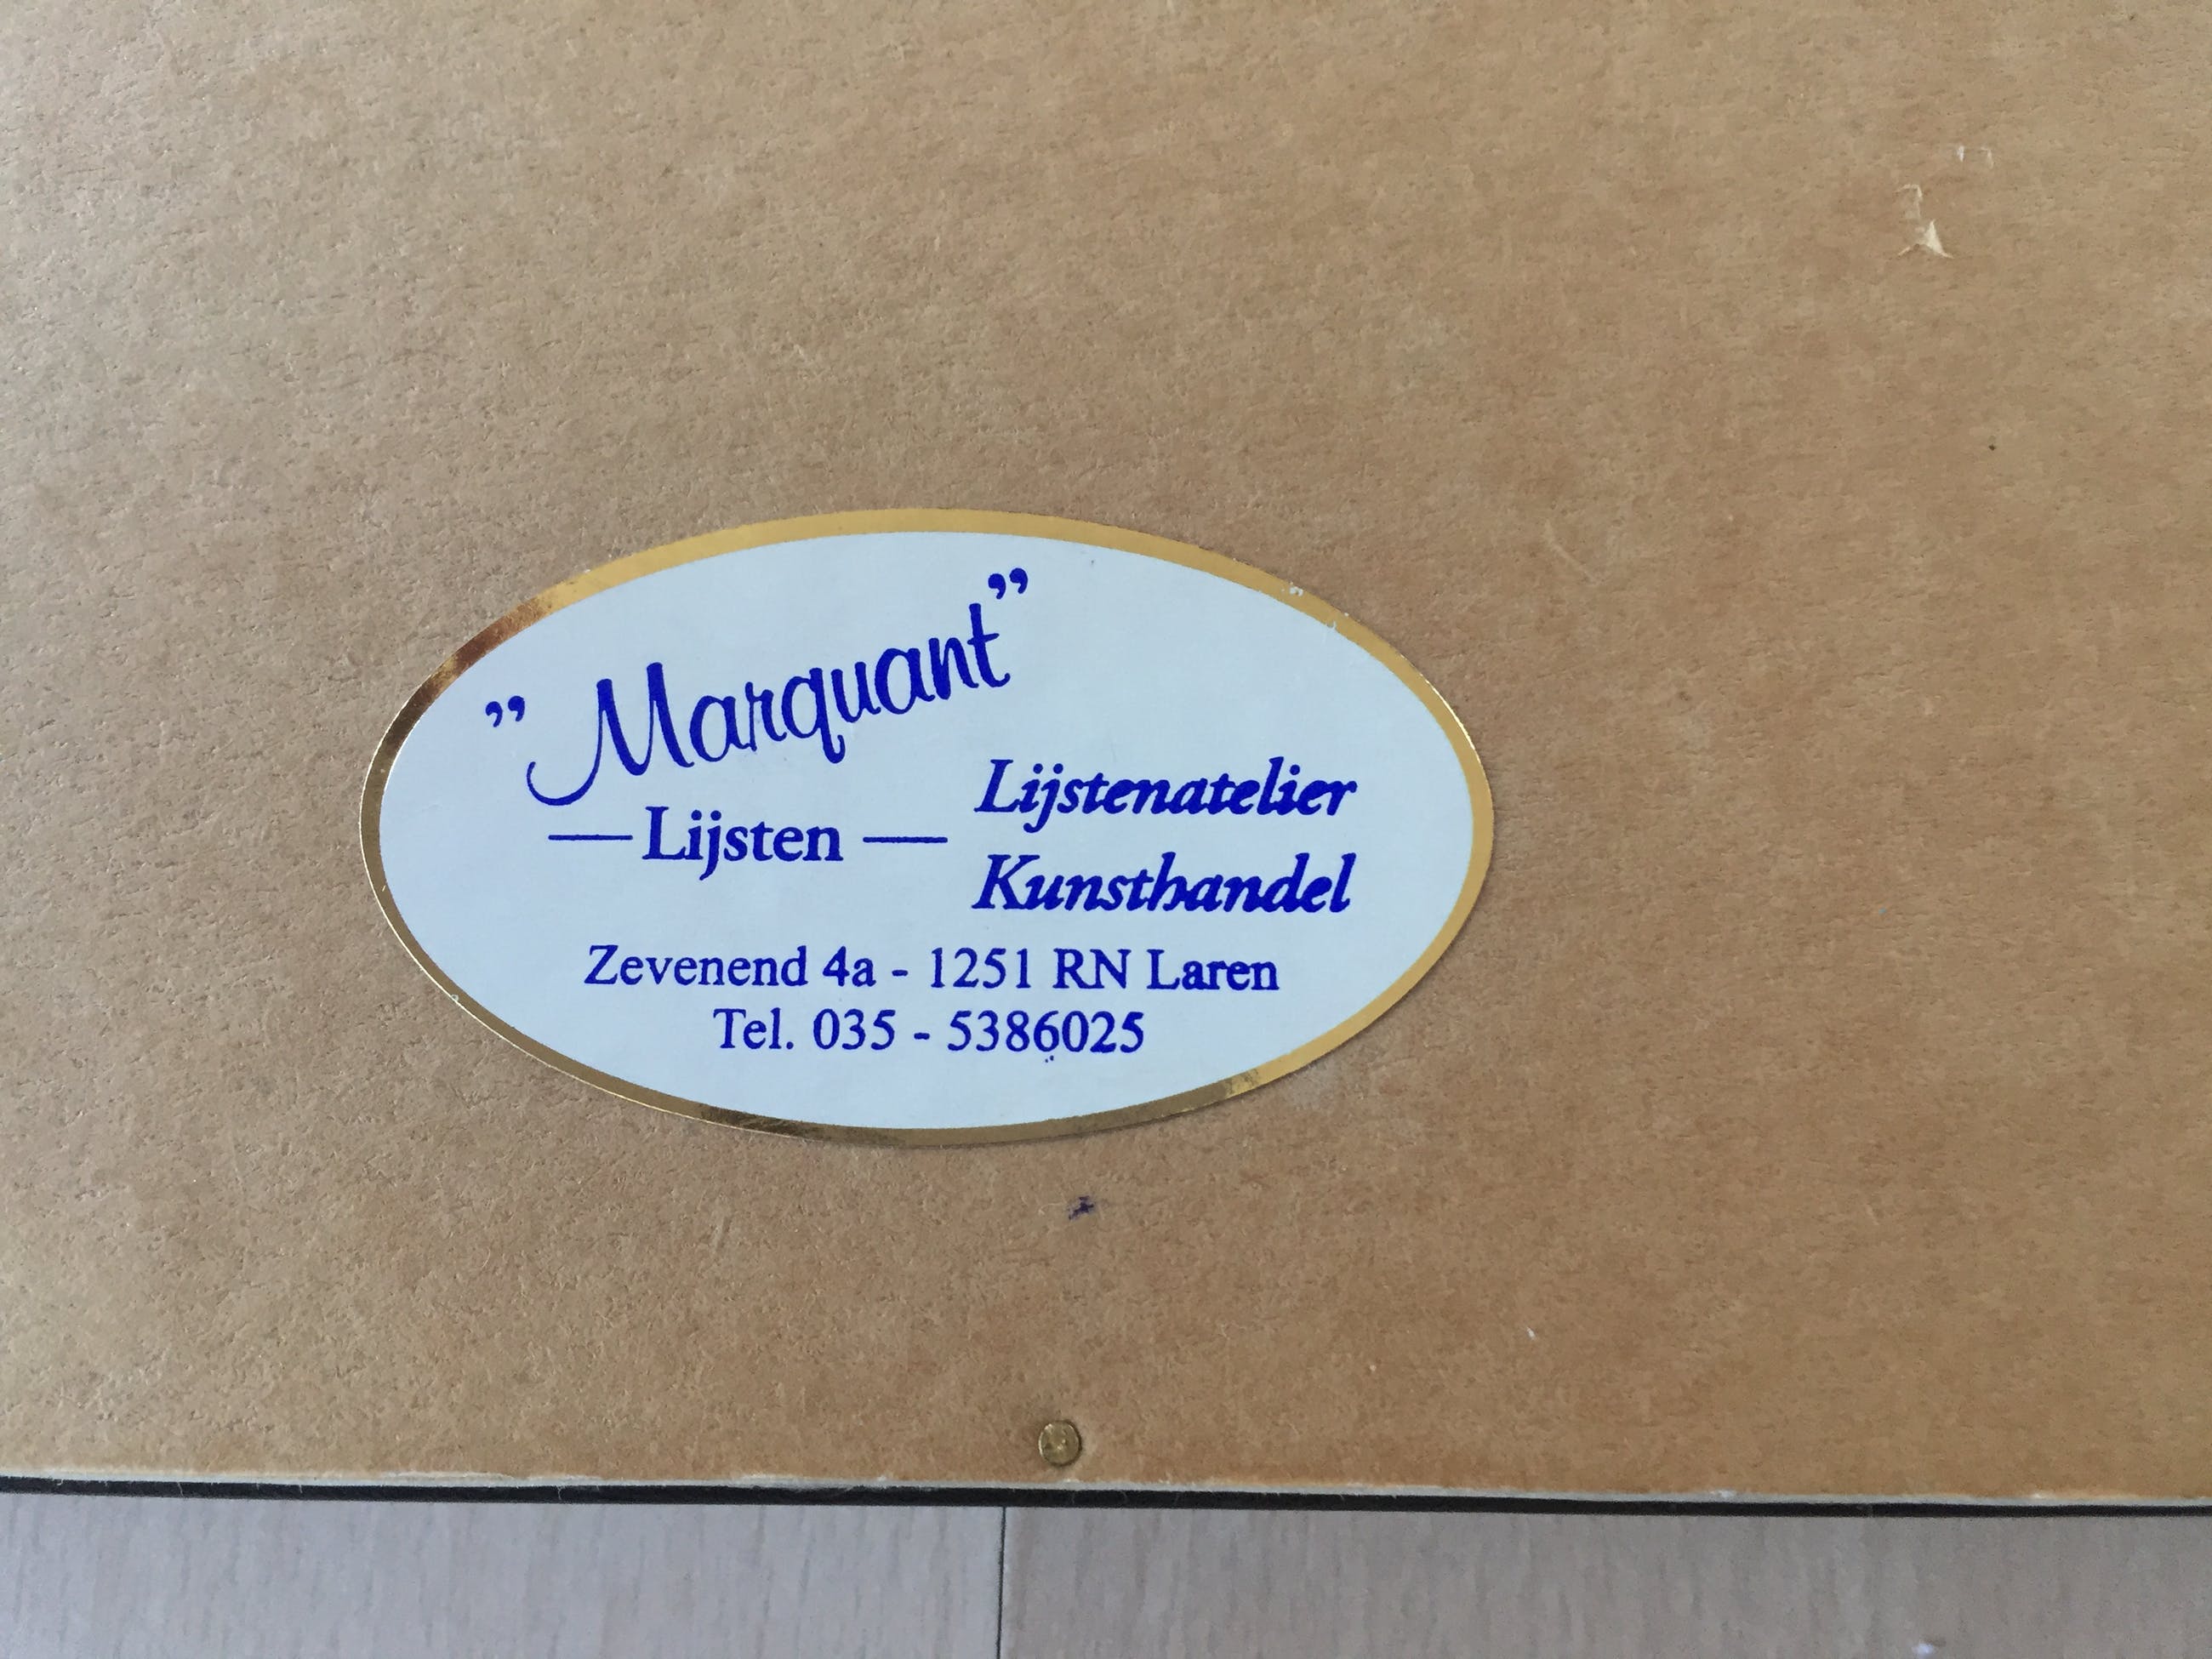 ”Marquant”
— Lijsten —
Lijstenatelier
Kunsthandel
Zevenend 4a - 1251 RN Laren
Tel. 035 - 5386025